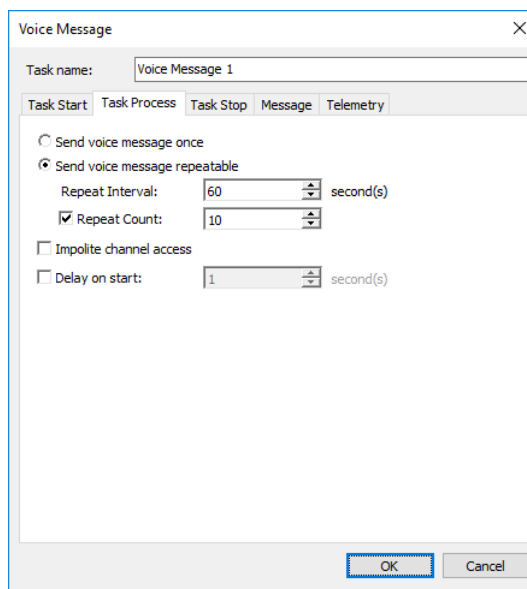 Voice Message
Task name: Voice Message 1
Task Start Task Process Task Stop Message Telemetry
Send voice message once
Send voice message repeatable
Repeat Interval: 60 second(s)
Repeat Count: 10
Impolite channel access
Delay on start: 1 second(s)
OK Cancel